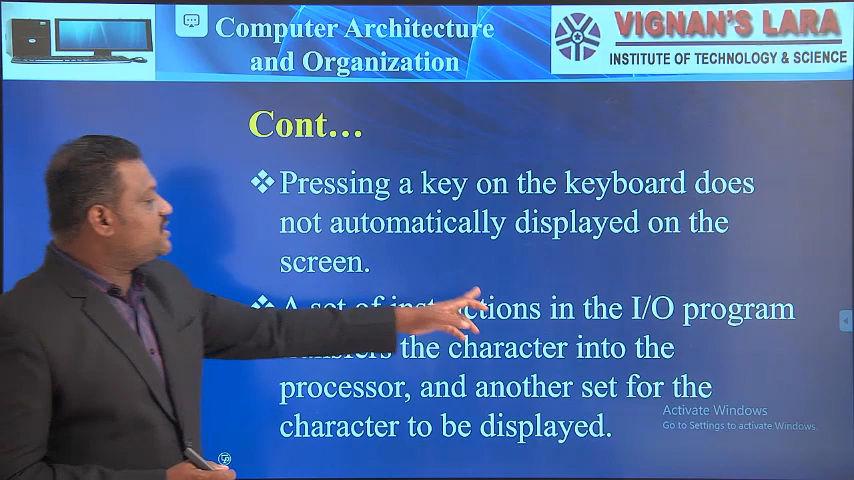 Computer Architecture
and Organization
VIGNAN'S LARA
INSTITUTE OF TECHNOLOGY & SCIENCE
Cont…
❖ Pressing a key on the keyboard does
not automatically displayed on the
screen.
❖ A set of instructions in the I/O program
transfers the character into the
processor, and another set for the
character to be displayed.
Activate Windows
Go to Settings to activate Windows.